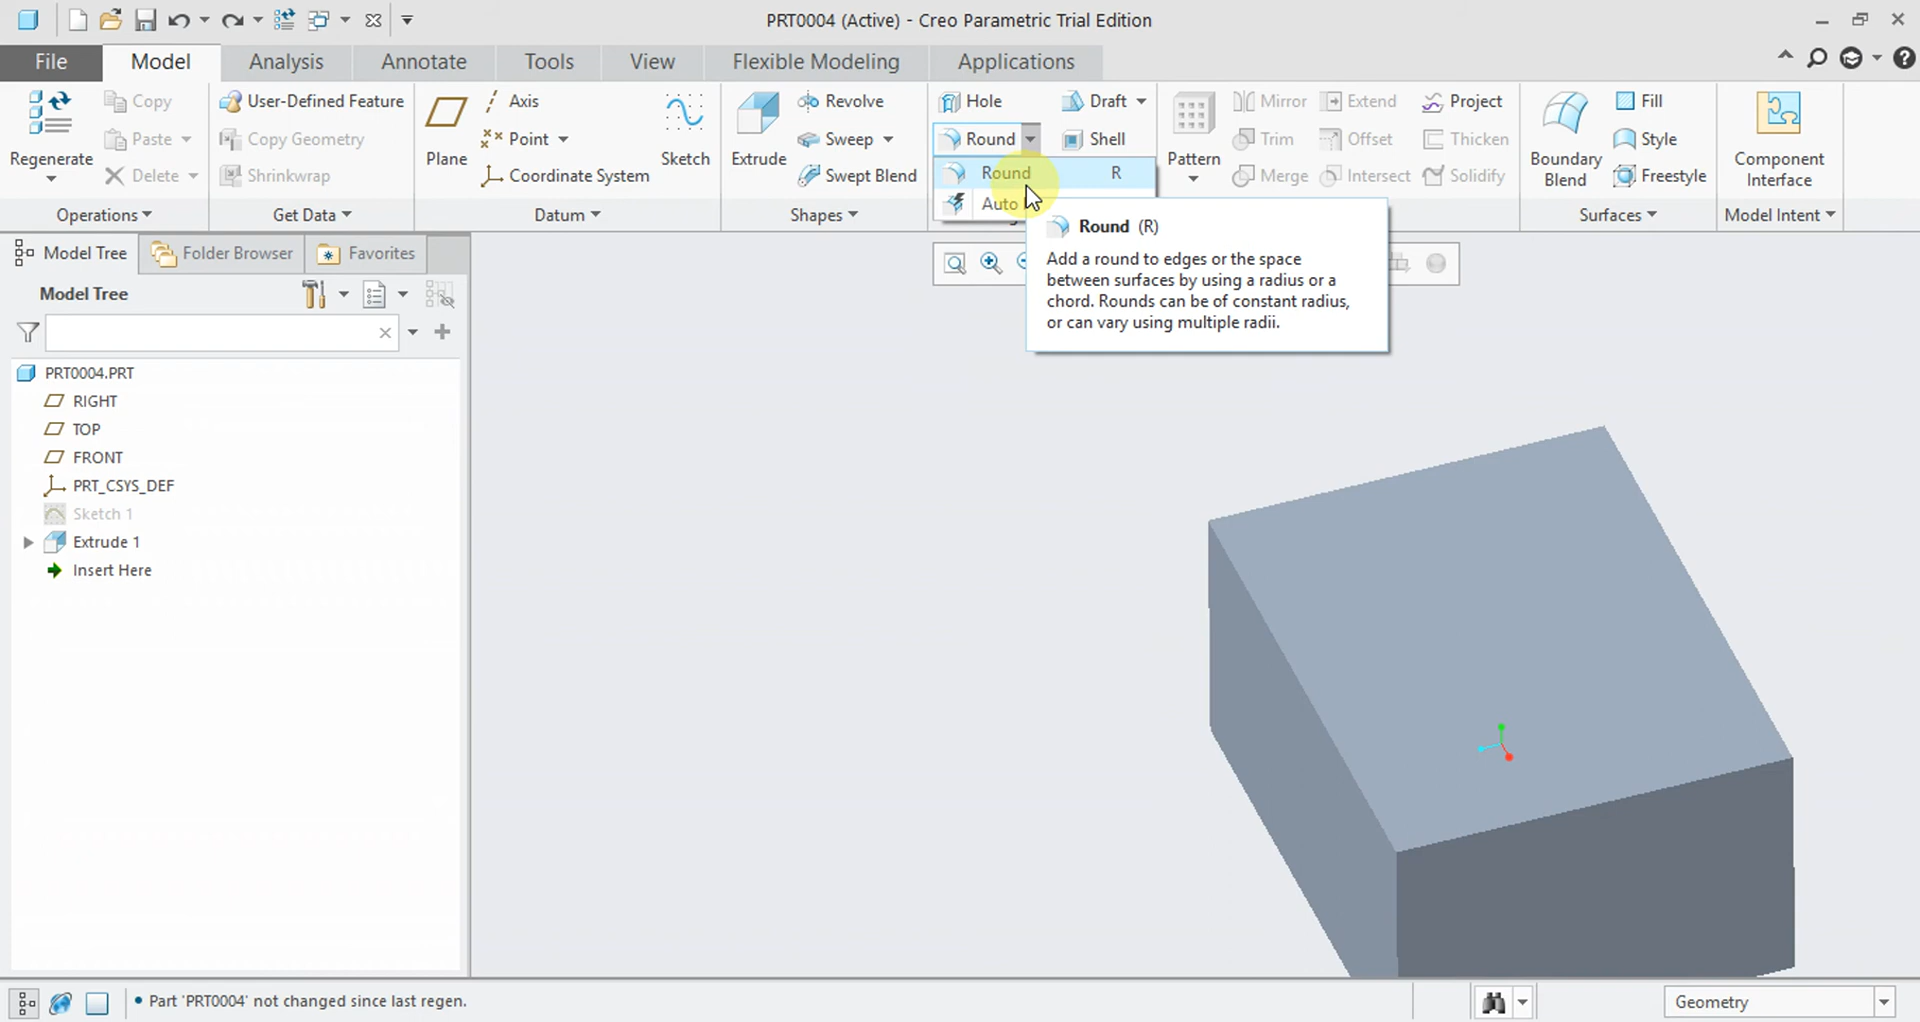 PRT0004 (Active) - Creo Parametric Trial Edition
File
Model
Analysis
Annotate
Tools
View
Flexible Modeling
Applications
Regenerate
Copy
Paste
Delete
Operations
User-Defined Feature
Copy Geometry
Shrinkwrap
Get Data
Plane
Axis
Point
Coordinate System
Sketch
Datum
Extrude
Revolve
Sweep
Swept Blend
Shapes
Hole
Draft
Round
Shell
Round R
Auto
Round (R)
Add a round to edges or the space
between surfaces by using a radius or a
chord. Rounds can be of constant radius,
or can vary using multiple radii.
Pattern
Mirror
Extend
Project
Trim
Offset
Thicken
Merge
Intersect
Solidify
Boundary
Blend
Fill
Style
Freestyle
Surfaces
Component
Interface
Model Intent
Model Tree
Folder Browser
Favorites
Model Tree
PRT0004.PRT
RIGHT
TOP
FRONT
PRT_CSYS_DEF
Sketch 1
Extrude 1
Insert Here
• Part 'PRT0004' not changed since last regen.
Geometry